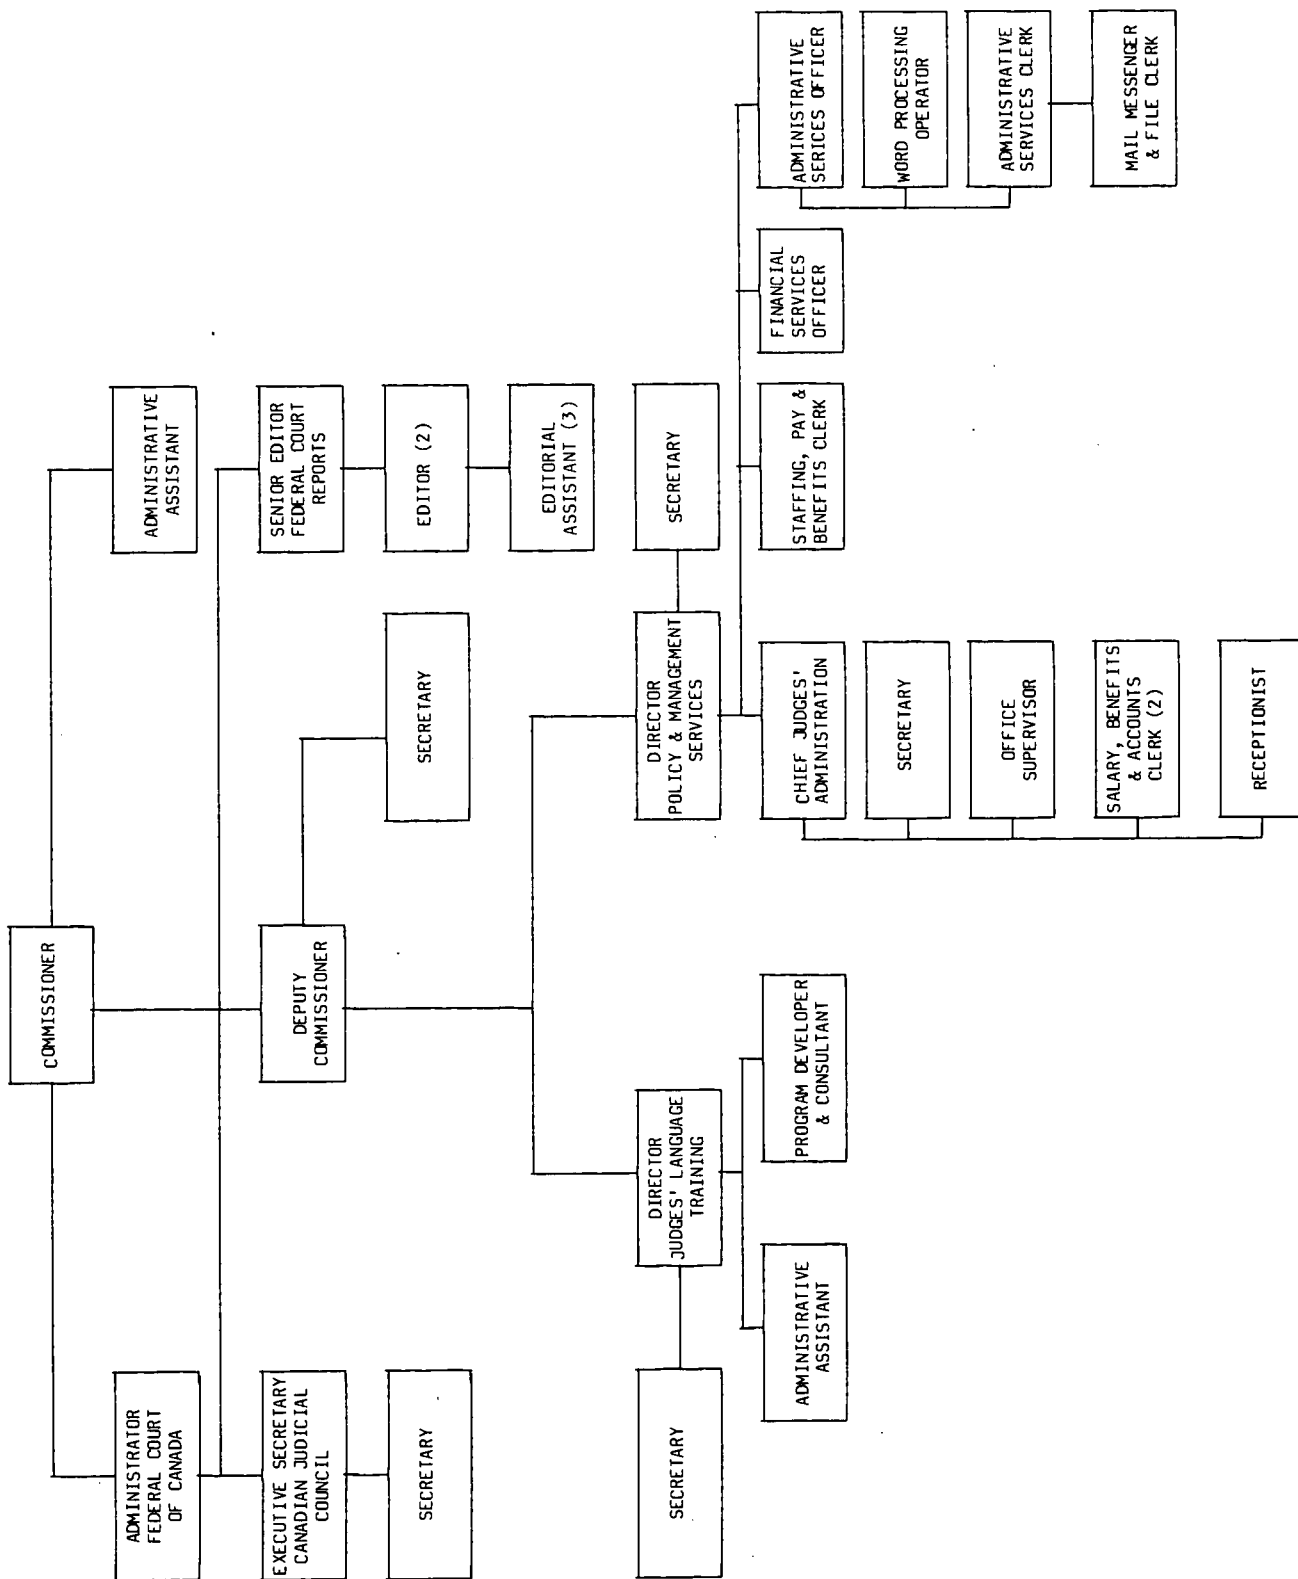 COMMISSIONER
ADMINISTRATOR
FEDERAL COURT
OF CANADA
ADMINISTRATIVE
ASSISTANT
EXECUTIVE SECRETARY
CANADIAN JUDICIAL
COUNCIL
DEPUTY
COMMISSIONER
SENIOR EDITOR
FEDERAL COURT
REPORTS
SECRETARY
SECRETARY
EDITOR (2)
EDITORIAL
ASSISTANT (3)
SECRETARY
DIRECTOR
JUDGES' LANGUAGE
TRAINING
DIRECTOR
POLICY & MANAGEMENT
SERVICES
SECRETARY
ADMINISTRATIVE
ASSISTANT
PROGRAM DEVELOPER
& CONSULTANT
CHIEF JUDGES'
ADMINISTRATION
STAFFING, PAY &
BENEFITS CLERK
FINANCIAL
SERVICES
OFFICER
ADMINISTRATIVE
SERICES OFFICER
SECRETARY
WORD PROCESSING
OPERATOR
OFFICE
SUPERVISOR
ADMINISTRATIVE
SERVICES CLERK
SALARY, BENEFITS
& ACCOUNTS
CLERK (2)
MAIL MESSENGER
& FILE CLERK
RECEPTIONIST